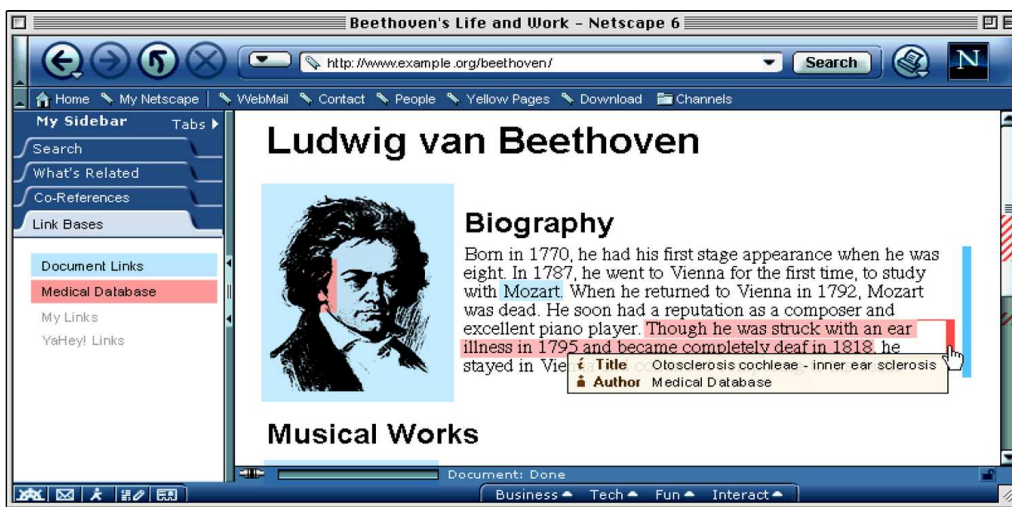 Beethoven's Life and Work - Netscape 6
http://www.example.org/beethoven/
Search
N
Home My Netscape WebMail Contact People Yellow Pages Download Channels
My Sidebar Tabs
Search
What's Related
Co-References
Link Bases
Document Links
Medical Database
My Links
YaHey! Links
Ludwig van Beethoven
Biography
Born in 1770, he had his first stage appearance when he was
eight. In 1787, he went to Vienna for the first time, to study
with Mozart. When he returned to Vienna in 1792, Mozart
was dead. He soon had a reputation as a composer and
excellent piano player. Though he was struck with an ear
illness in 1795 and became completely deaf in 1818, he
stayed in Vie
Title Otosclerosis cochleae - inner ear sclerosis
Author Medical Database
Musical Works
Document: Done
Business Tech Fun Interact